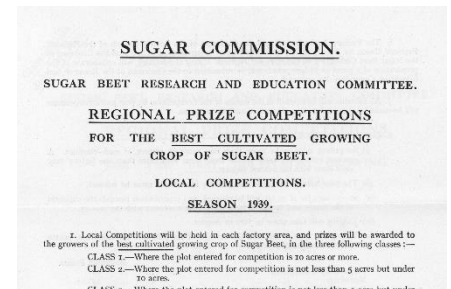 SUGAR COMMISSION.
SUGAR BEET RESEARCH AND EDUCATION COMMITTEE.
REGIONAL PRIZE COMPETITIONS
FOR THE BEST CULTIVATED GROWING
CROP OF SUGAR BEET.
LOCAL COMPETITIONS.
SEASON 1939.
1. Local Competitions will be held in each factory area, and prizes will be awarded to
the growers of the best cultivated growing crop of Sugar Beet, in the three following classes :—
CLASS 1.—Where the plot entered for competition is 10 acres or more.
CLASS 2.—Where the plot entered for competition is not less than 5 acres but under
10 acres.